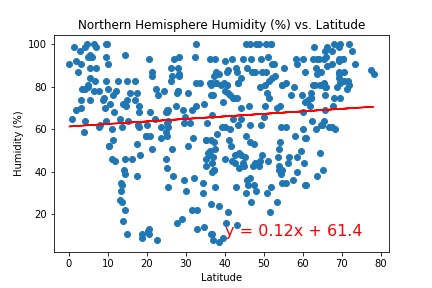 Northern Hemisphere Humidity (%) vs. Latitude
100
80
60
40
20
Humidity (%)
y = 0.12x + 61.4
0 10 20 30 40 50 60 70 80
Latitude